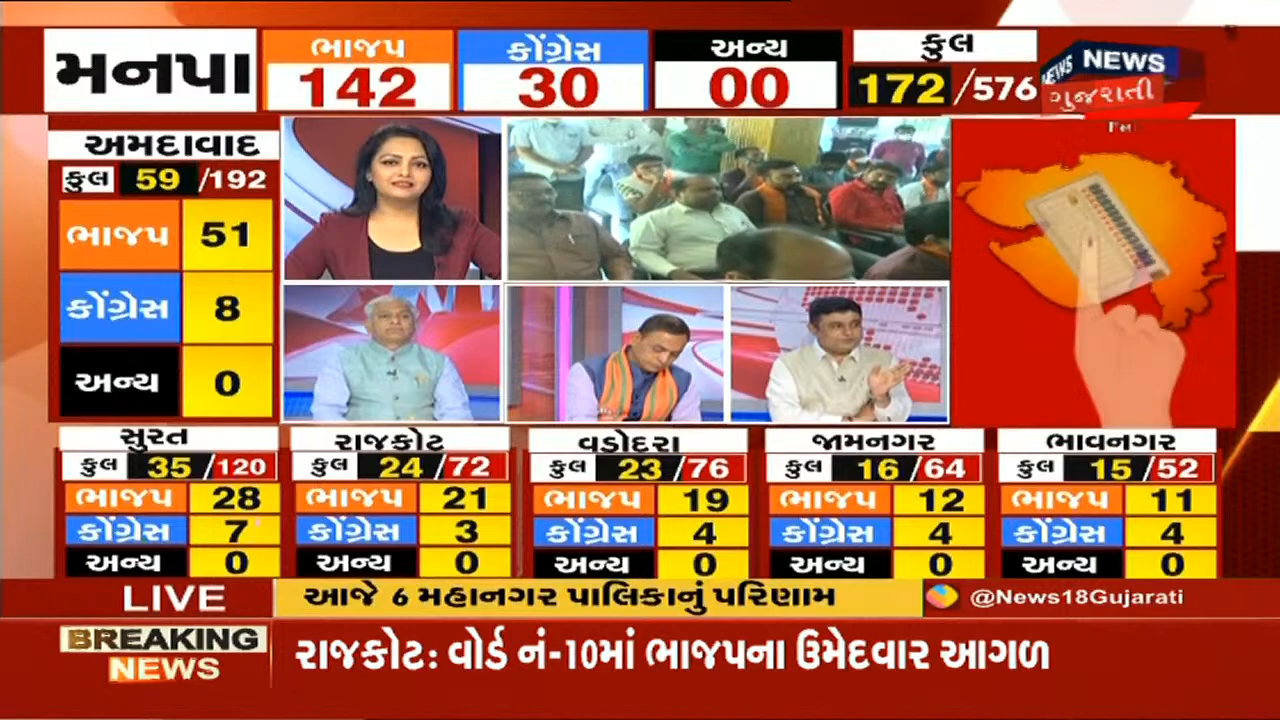 મનપા
ભાજપ
142
કોંગ્રેસ
30
અન્ય
00
કુલ
172/576
NEWS
NEWS
ગુજરાતી
અમદાવાદ
કુલ 59/192
ભાજપ 51
કોંગ્રેસ 8
અન્ય 0
સુરત
કુલ 35/120
ભાજપ 28
કોંગ્રેસ 7
અન્ય 0
રાજકોટ
કુલ 24/72
ભાજપ 21
કોંગ્રેસ 3
અન્ય 0
વડોદરા
કુલ 23/76
ભાજપ 19
કોંગ્રેસ 4
અન્ય 0
જામનગર
કુલ 16/64
ભાજપ 12
કોંગ્રેસ 4
અન્ય 0
ભાવનગર
કુલ 15/52
ભાજપ 11
કોંગ્રેસ 4
અન્ય 0
LIVE
આજે 6 મહાનગર પાલિકાનું પરિણામ
@News18Gujarati
BREAKING
NEWS
રાજકોટ: વોર્ડ નં-10માં ભાજપના ઉમેદવાર આગળ